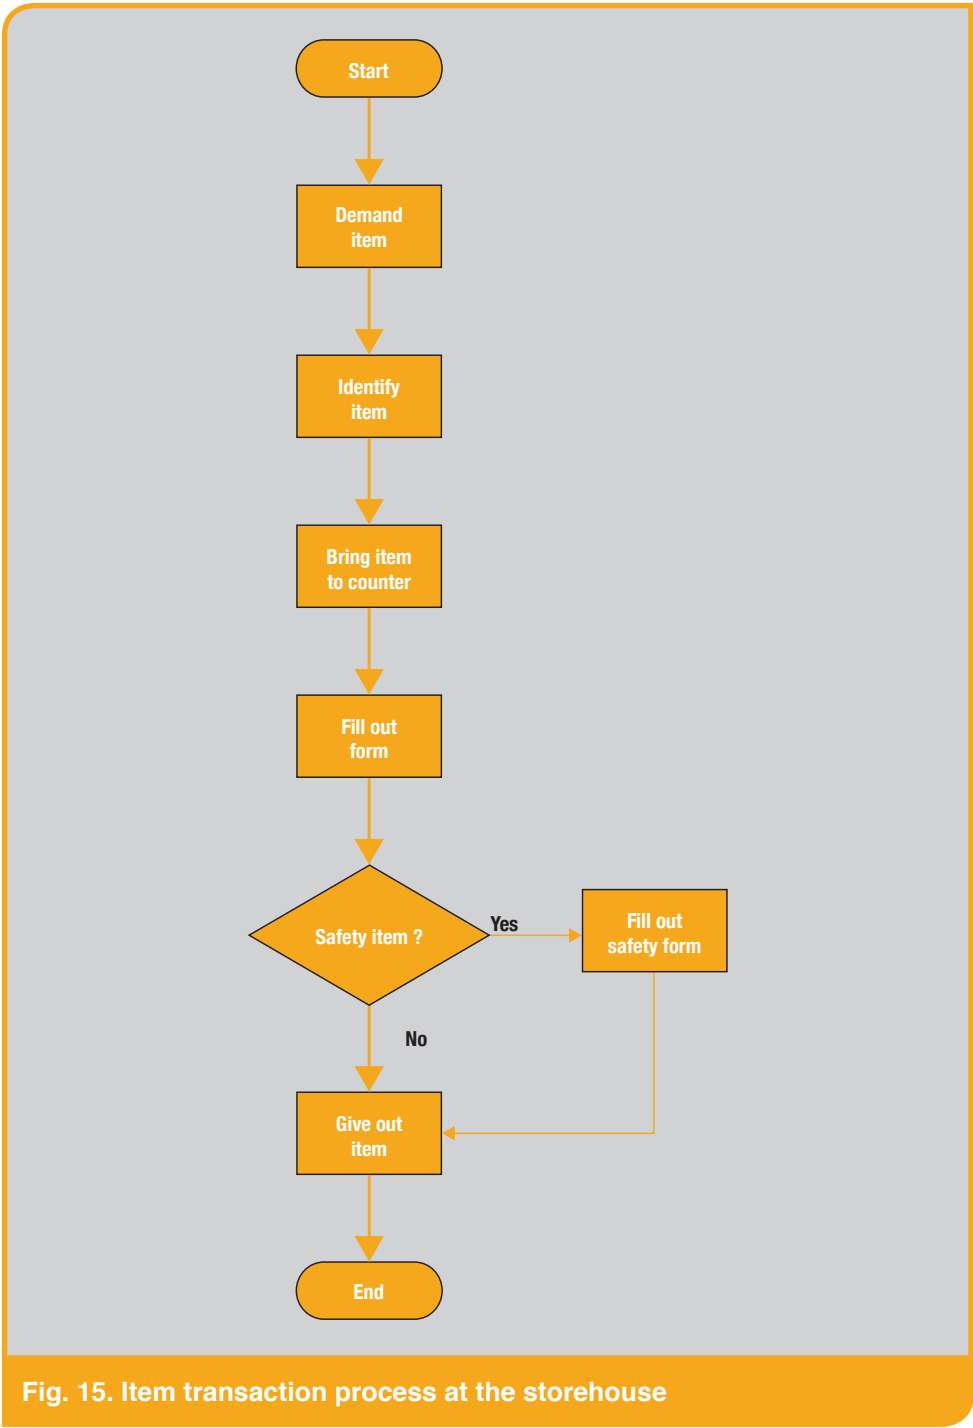 Start
Demand
item
Identify
item
Bring item
to counter
Fill out
form
Safety item ?
Yes
Fill out
safety form
No
Give out
item
End
Fig. 15. Item transaction process at the storehouse